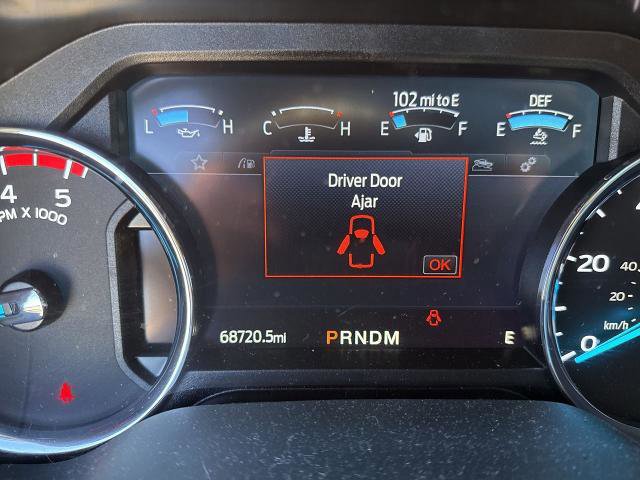 102 mi to E
DEF
L H
C H
E F
E F
4 5
PM X 1000
Driver Door
Ajar
OK
20
40
20
0
km/h
68720.5mi
PRNDM
E